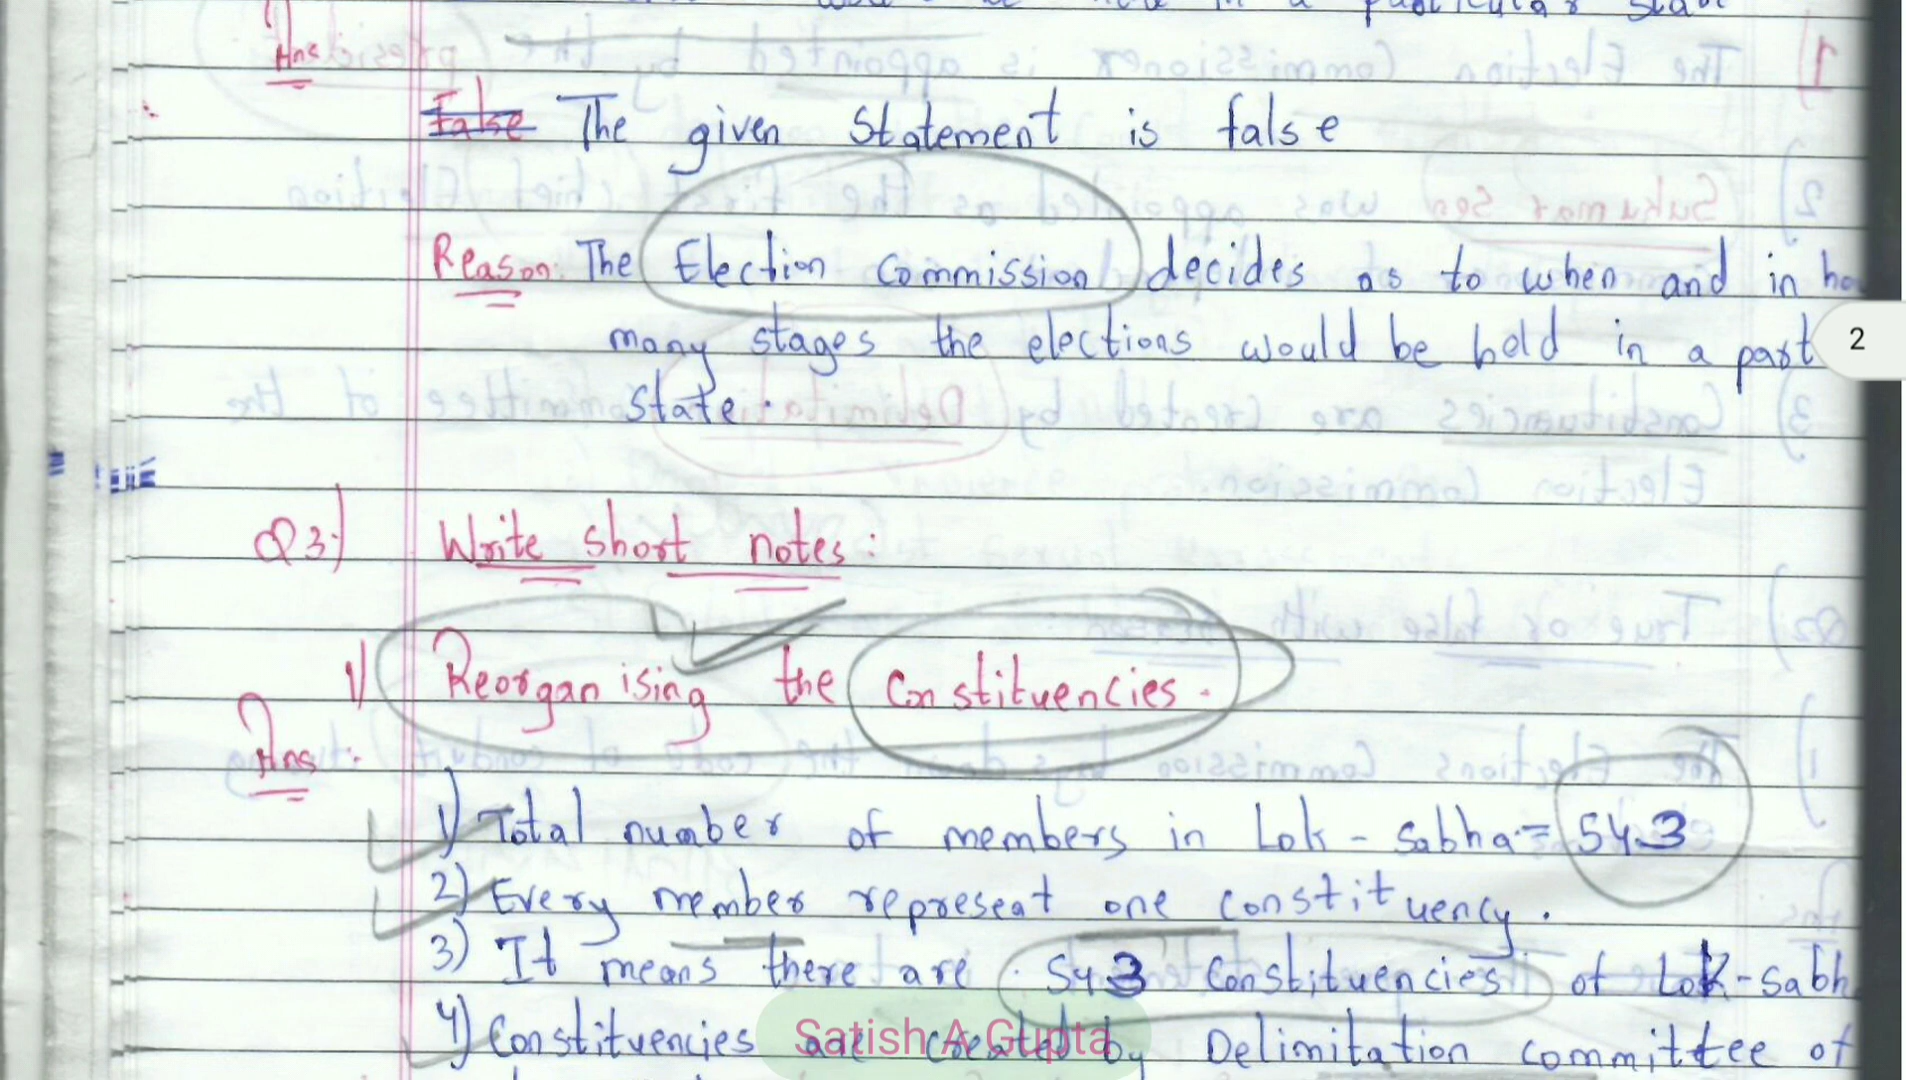 Ans
False The given Statement is false
Reason: The Election Commission decides as to when and in how
many stages the elections would be held in a part
state.
2
Q3.) Write short notes:
1) Reorganising the Constituencies.
Ans:
1) Total number of members in Lok-sabha = 543
2) Every member represent one constituency.
3) It means there are 543 Constituencies of Lok-sabh
4) Constituencies are created by Delimitation committee of
Satish A Gupta